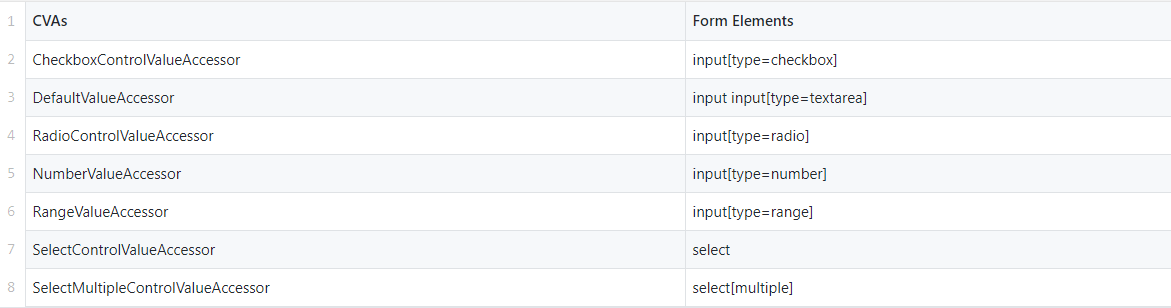 1 CVAs Form Elements
2 CheckboxControlValueAccessor input[type=checkbox]
3 DefaultValueAccessor input input[type=textarea]
4 RadioControlValueAccessor input[type=radio]
5 NumberValueAccessor input[type=number]
6 RangeValueAccessor input[type=range]
7 SelectControlValueAccessor select
8 SelectMultipleControlValueAccessor select[multiple]